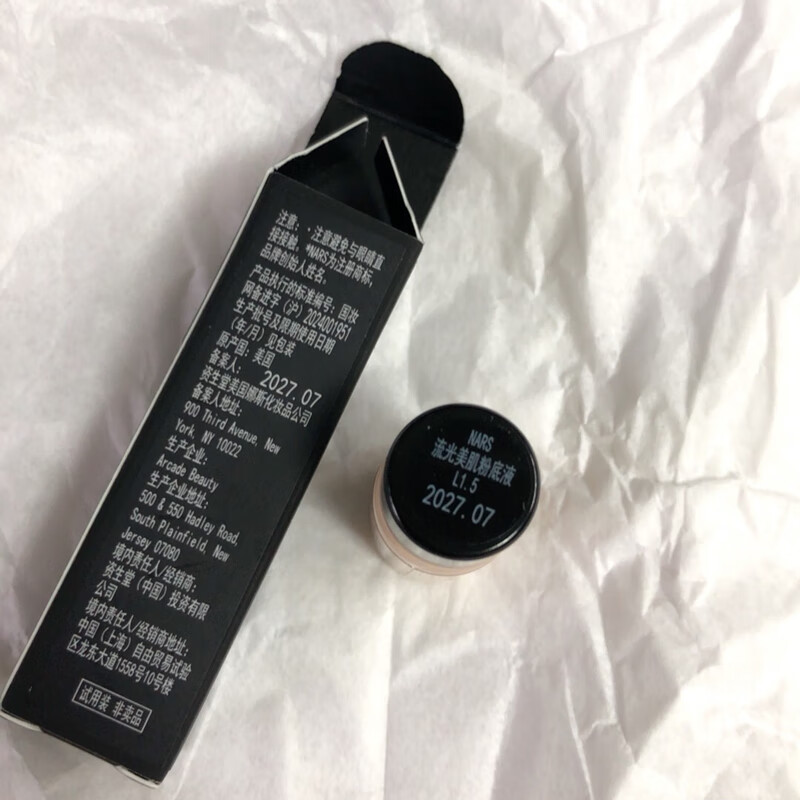 注意：·注意避免与眼睛直
接接触。*NARS为注册商标，
品牌创始人姓名。
产品执行的标准编号：国妆
网备进字（沪）2024001951
生产批号及限期使用日期
（年/月）见包装
原产国：美国
备案人： 2027.07
资生堂美国娜斯化妆品公司
备案人地址：
900 Third Avenue, New
York, NY 10022
生产企业：
Arcade Beauty
生产企业地址：
500 & 550 Hadley Road,
South Plainfield, New
Jersey 07080
境内责任人/经销商：
资生堂（中国）投资有限
公司
境内责任人/经销商地址：
中国（上海）自由贸易试验
区龙东大道1558号10号楼
试用装 非卖品
NARS
流光美肌粉底液
L1.5
2027.07